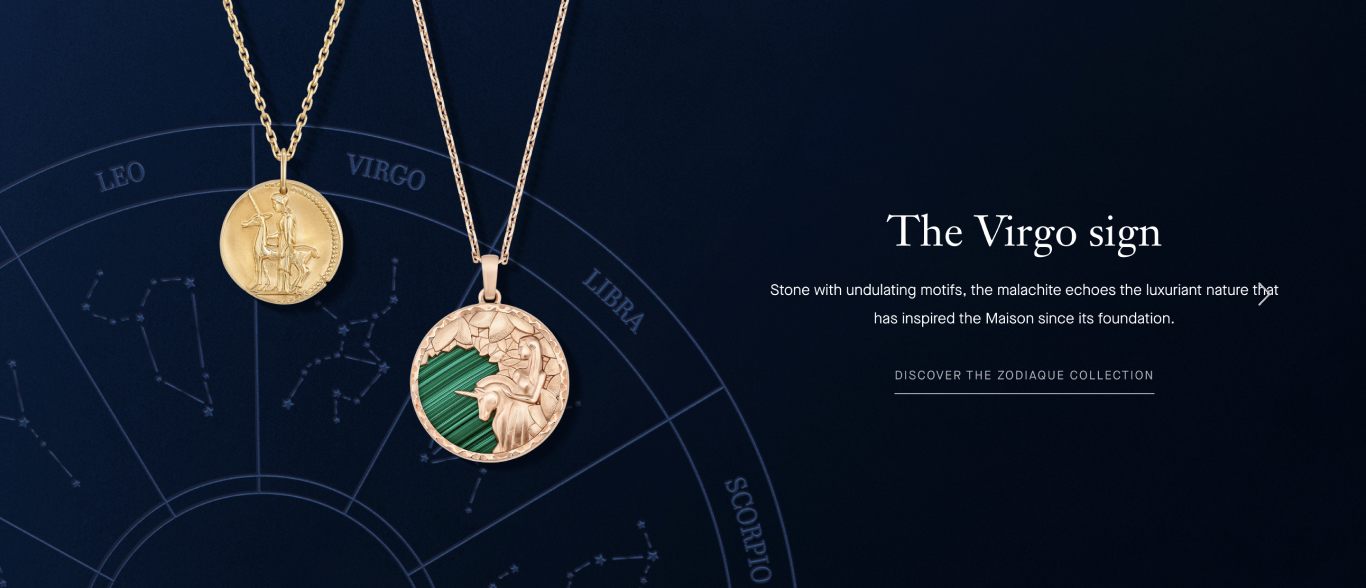 LEO
VIRGO
LIBRA
SCORPIO
The Virgo sign
Stone with undulating motifs, the malachite echoes the luxuriant nature that
has inspired the Maison since its foundation.
DISCOVER THE ZODIAQUE COLLECTION